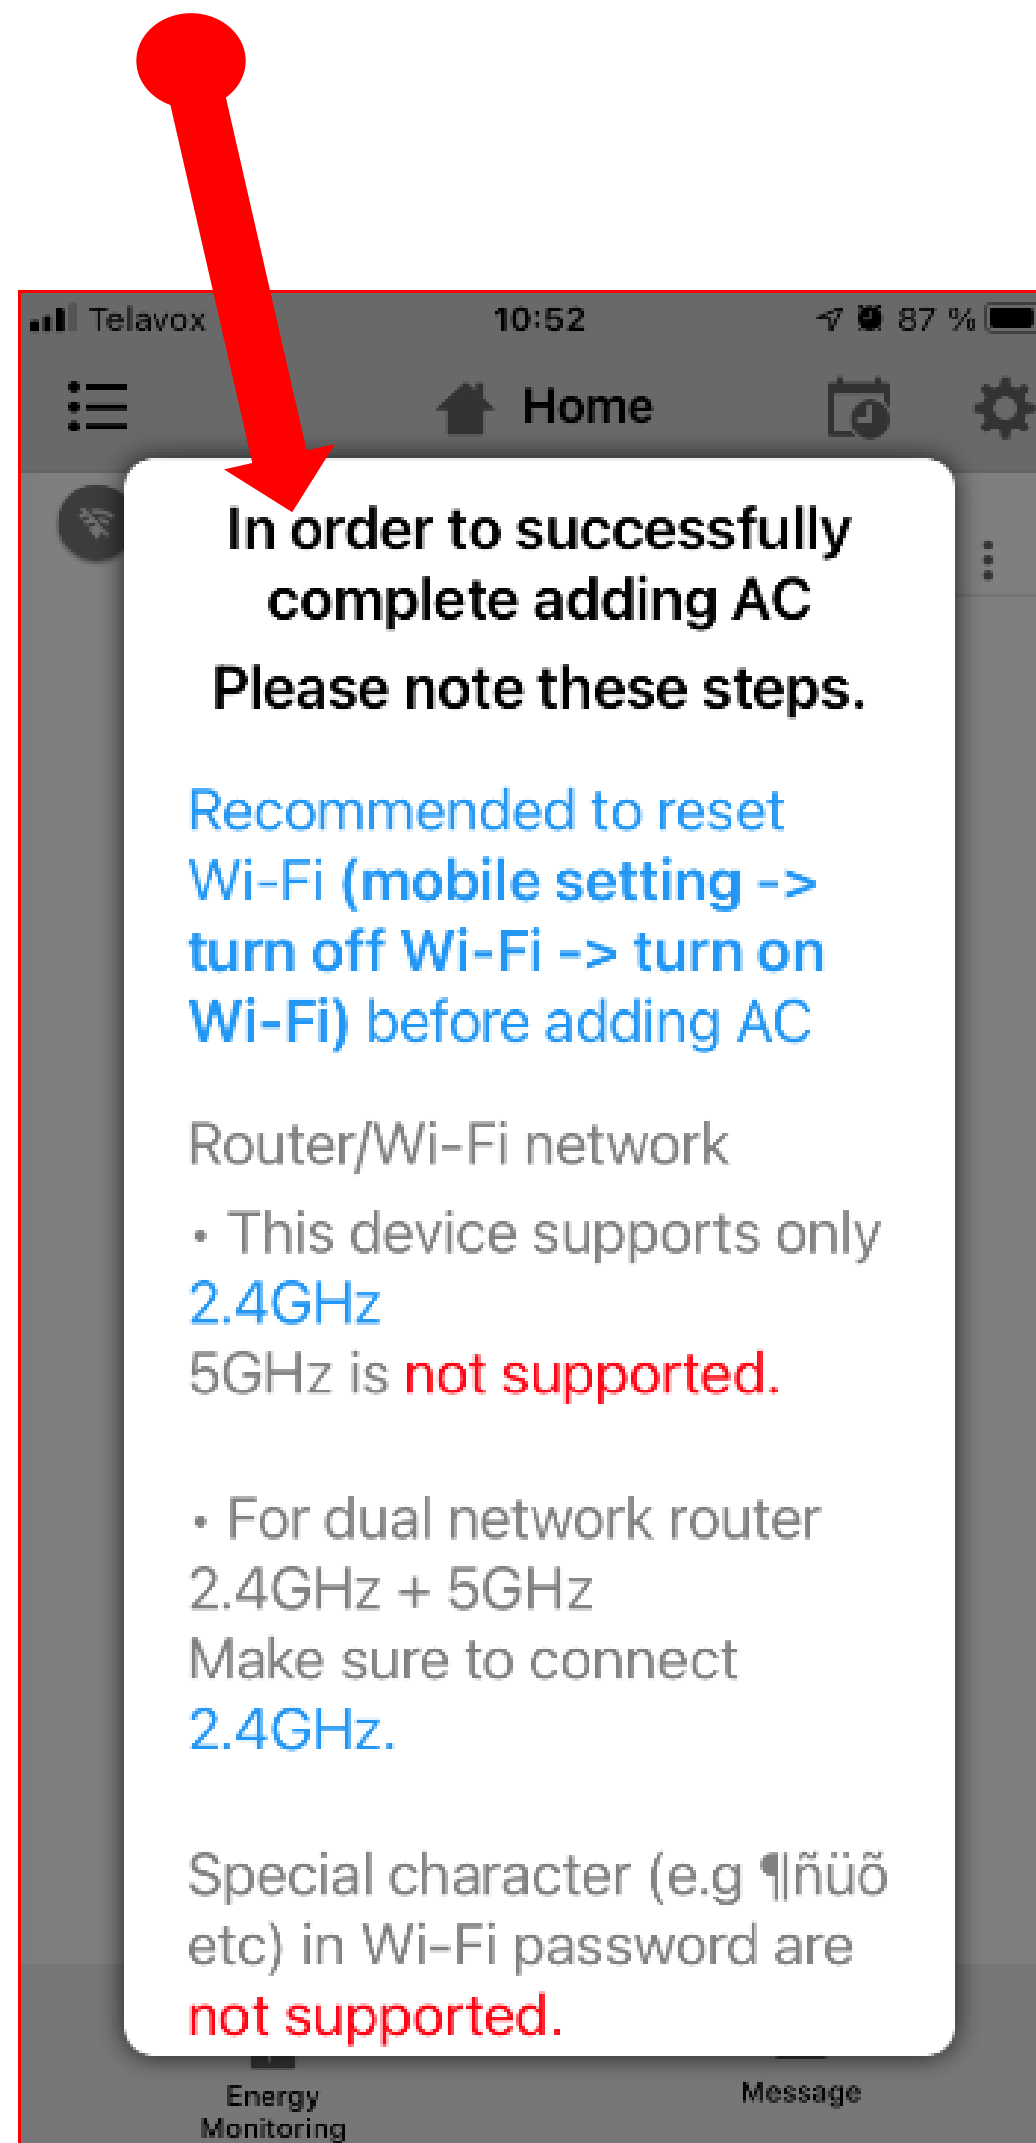 Telavox 10:52 87 %
Home
In order to successfully
complete adding AC
Please note these steps.
Recommended to reset
Wi-Fi (mobile setting ->
turn off Wi-Fi -> turn on
Wi-Fi) before adding AC
Router/Wi-Fi network
• This device supports only
2.4GHz
5GHz is not supported.
• For dual network router
2.4GHz + 5GHz
Make sure to connect
2.4GHz.
Special character (e.g ¶ñüõ
etc) in Wi-Fi password are
not supported.
Energy Message
Monitoring